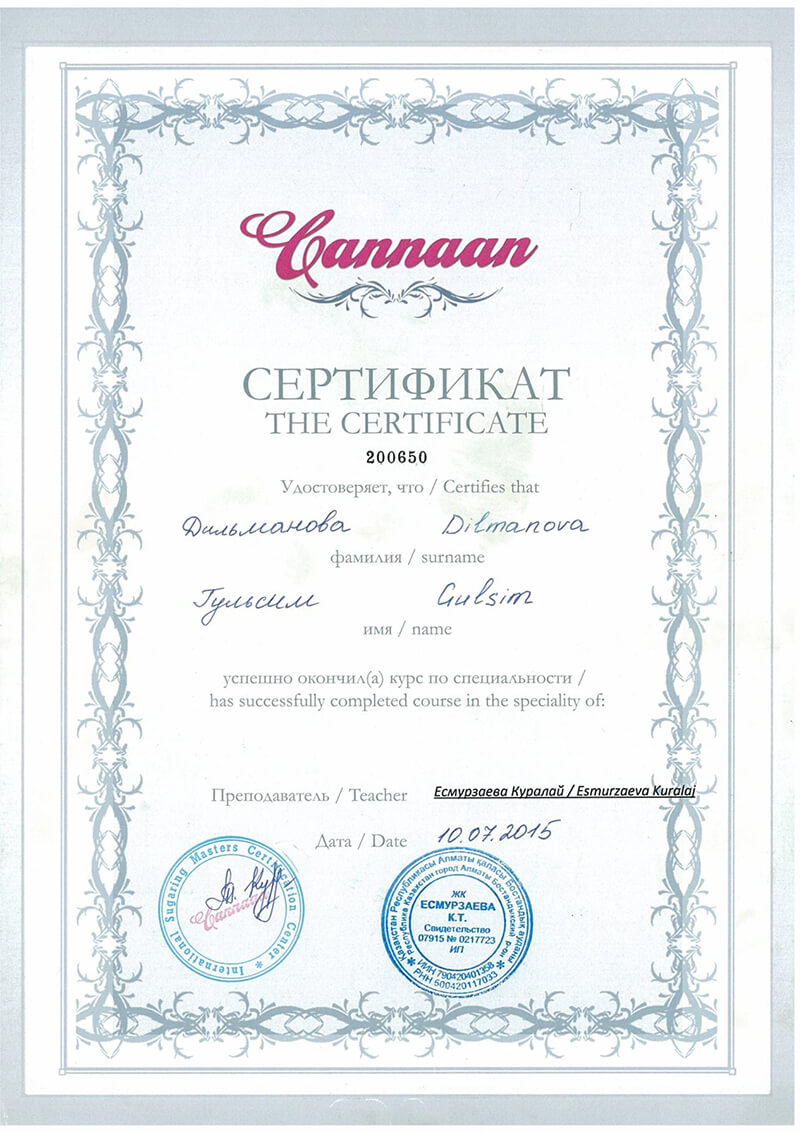 Cannaan
СЕРТИФИКАТ
THE CERTIFICATE
200650
Удостоверяет, что / Certifies that
Дильманова Dilmanova
фамилия / surname
Гульсим Gulsim
имя / name
успешно окончил(а) курс по специальности /
has successfully completed course in the speciality of:
Преподаватель / Teacher Есмурзаева Куралай / Esmurzaeva Kuralaj
Дата / Date 10.07.2015
International Sugaring Masters Certification Center *
Cannaan
Қазақстан Республикасы Алматы қаласы Бостандық ауданы
Республика Казахстан город Алматы Бостандыкский р-он
ЖК
ЕСМУРЗАЕВА
К.Т.
Свидетельство
07915 № 0217723
ИП
* ИИН 790420401358 *
РНН 600420117033